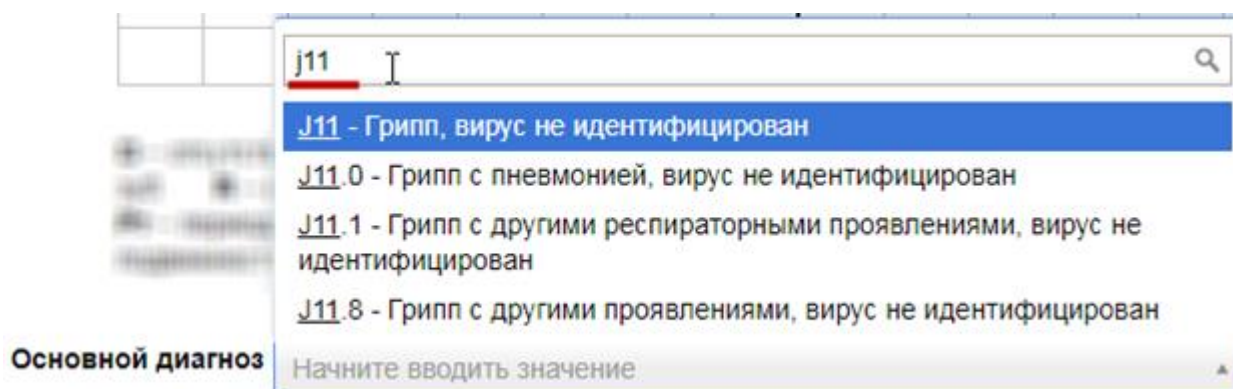 j11
J11 - Грипп, вирус не идентифицирован
J11.0 - Грипп с пневмонией, вирус не идентифицирован
J11.1 - Грипп с другими респираторными проявлениями, вирус не
идентифицирован
J11.8 - Грипп с другими проявлениями, вирус не идентифицирован
Основной диагноз Начните вводить значение